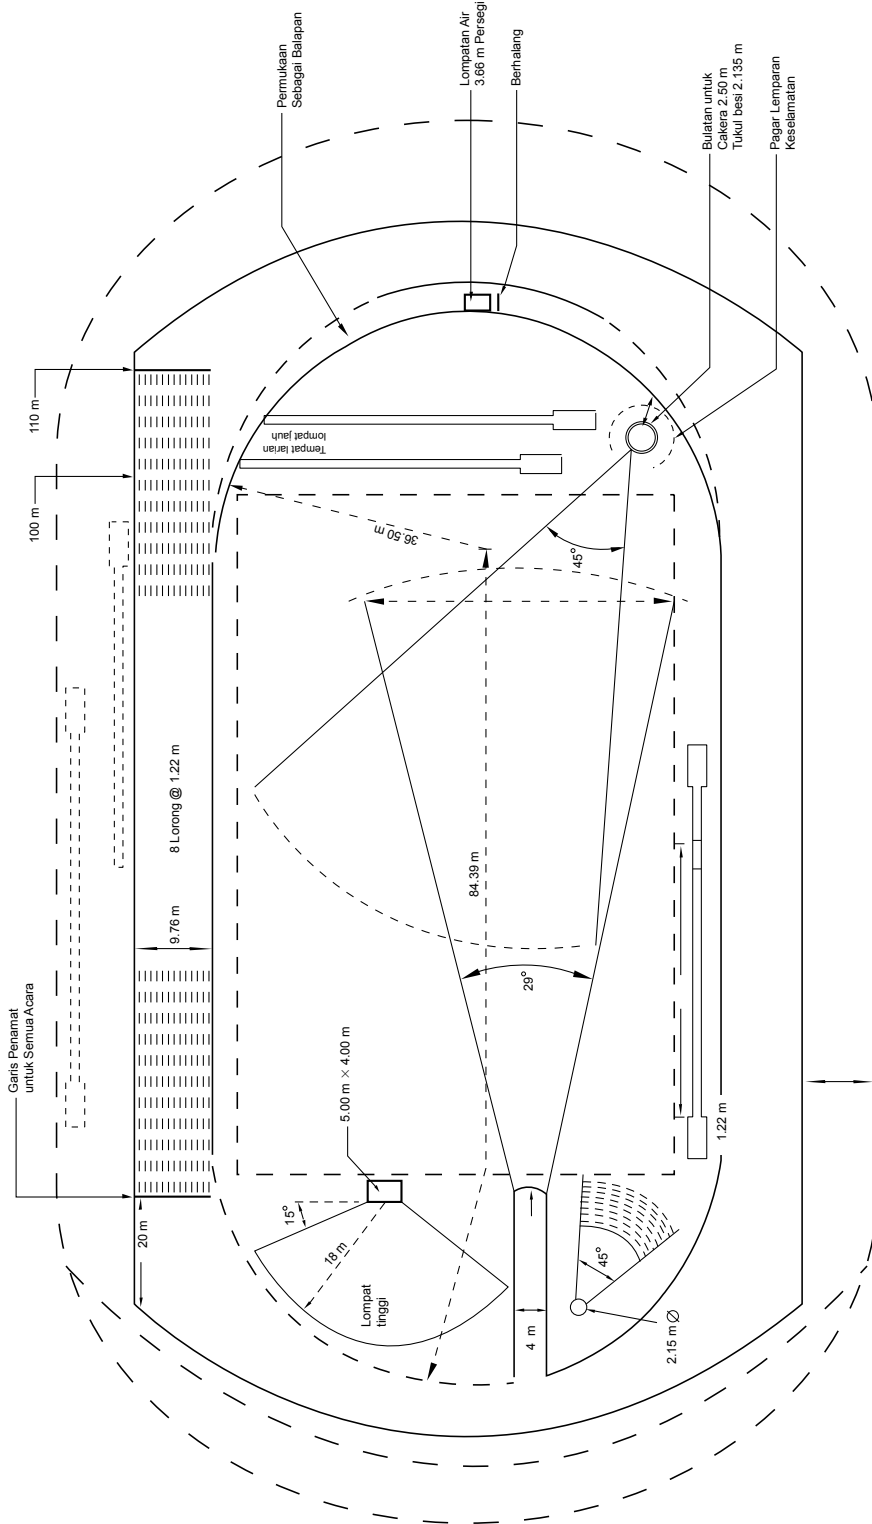 Garis Penamat
untuk Semua Acara
100 m
110 m
Permukaan
Sebagai Balapan
Lompatan Air
3.66 m Persegi
Berhalang
Bulatan untuk
Cakera 2.50 m
Tukul besi 2.135 m
Pagar Lemparan
Keselamatan
20 m
9.76 m
8 Lorong @ 1.22 m
Tempat larian
lompat jauh
36.50 m
45°
84.39 m
29°
5.00 m × 4.00 m
15°
18 m
Lompat
tinggi
4 m
45°
2.15 m Ø
1.22 m